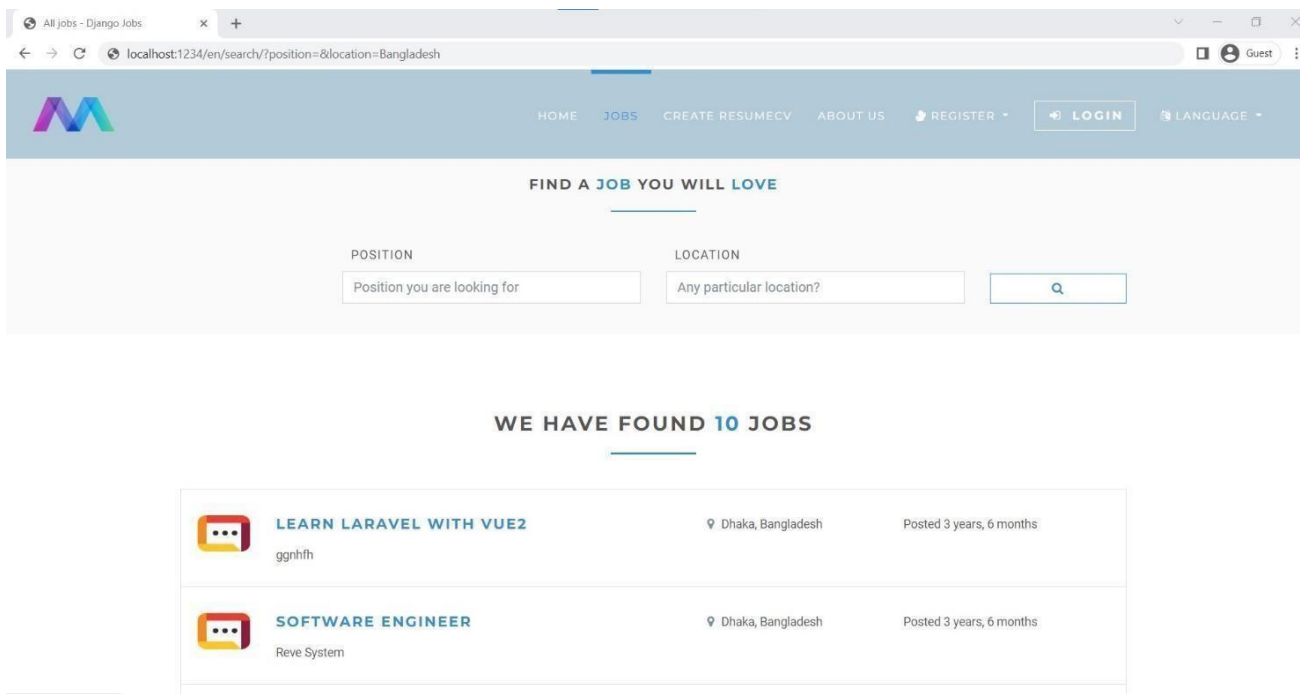 All jobs - Django Jobs
localhost:1234/en/search/?position=&location=Bangladesh
Guest
HOME JOBS CREATE RESUMECV ABOUT US REGISTER LOGIN LANGUAGE
FIND A JOB YOU WILL LOVE
POSITION LOCATION
Position you are looking for Any particular location?
WE HAVE FOUND 10 JOBS
LEARN LARAVEL WITH VUE2 Dhaka, Bangladesh Posted 3 years, 6 months
ggnhfh
SOFTWARE ENGINEER Dhaka, Bangladesh Posted 3 years, 6 months
Reve System